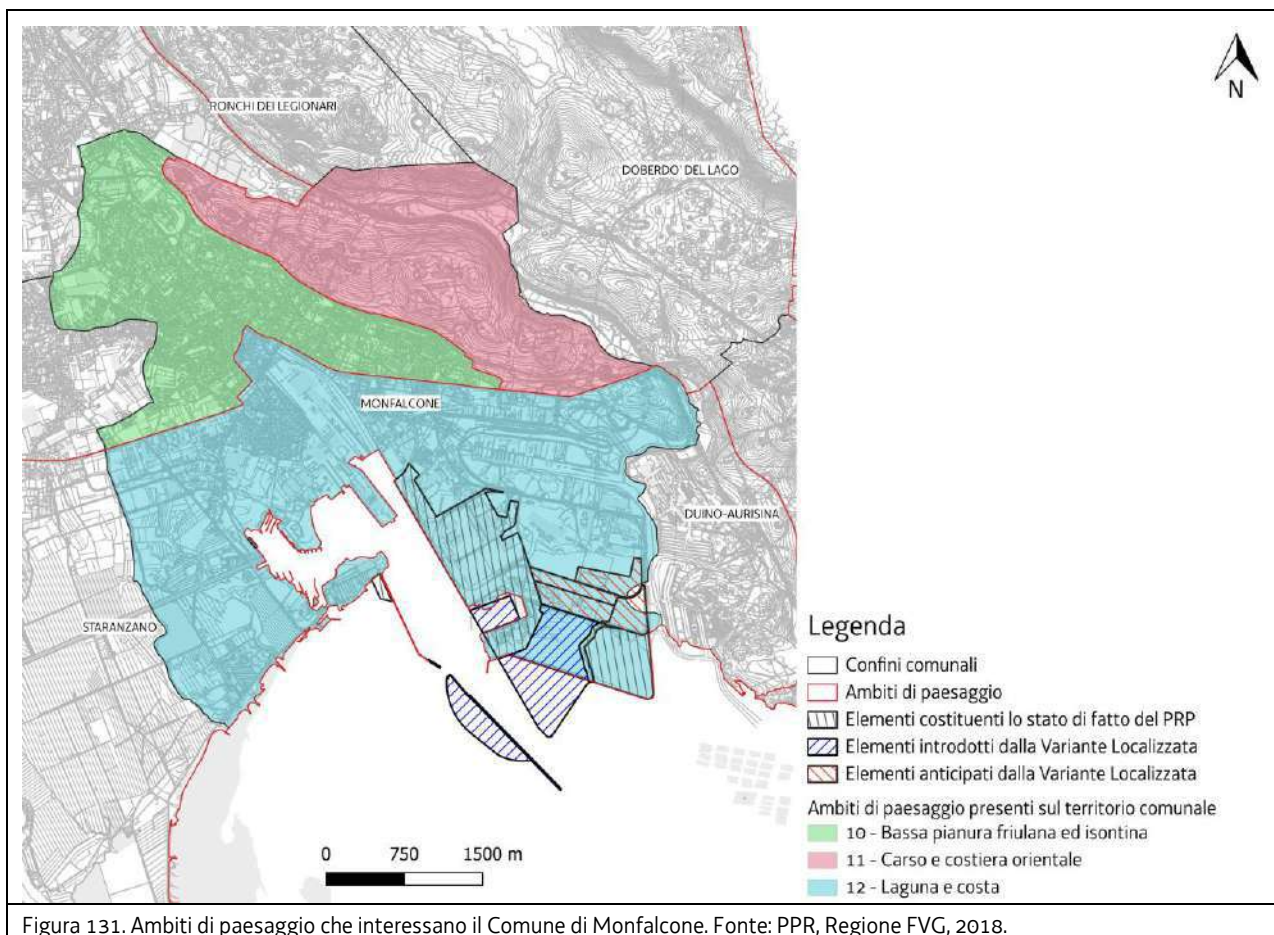 N
RONCHI DEI LEGIONARI
DOBERDO' DEL LAGO
MONFALCONE
DUINO-AURISINA
STARANZANO
Legenda
Confini comunali
Ambiti di paesaggio
Elementi costituenti lo stato di fatto del PRP
Elementi introdotti dalla Variante Localizzata
Elementi anticipati dalla Variante Localizzata
Ambiti di paesaggio presenti sul territorio comunale
10 - Bassa pianura friulana ed isontina
11 - Carso e costiera orientale
12 - Laguna e costa
0 750 1500 m
Figura 131. Ambiti di paesaggio che interessano il Comune di Monfalcone. Fonte: PPR, Regione FVG, 2018.